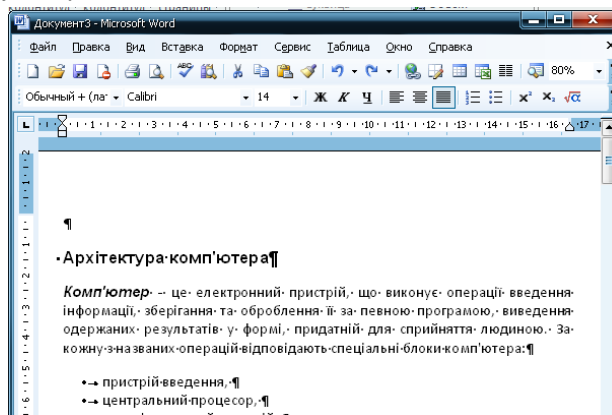 Документ3 - Microsoft Word
Файл Правка Вид Вставка Формат Сервис Таблица Окно Справка
80%
Обычный + (лат Calibri 14 Ж К Ч
1 1 2 3 4 5 6 7 8 9 10 11 12 13 14 15 16 17
¶
Архітектура·комп'ютера¶
Комп'ютер· -· це· електронний· пристрій,· що· виконує· операції· введення·
інформації,· зберігання· та· оброблення· її· за· певною· програмою,· виведення·
одержаних· результатів· у· формі,· придатній· для· сприйняття· людиною.· За·
кожну·з·названих·операцій·відповідають·спеціальні·блоки·комп'ютера:¶
•→ пристрій·введення,·¶
•→ центральний·процесор,·¶